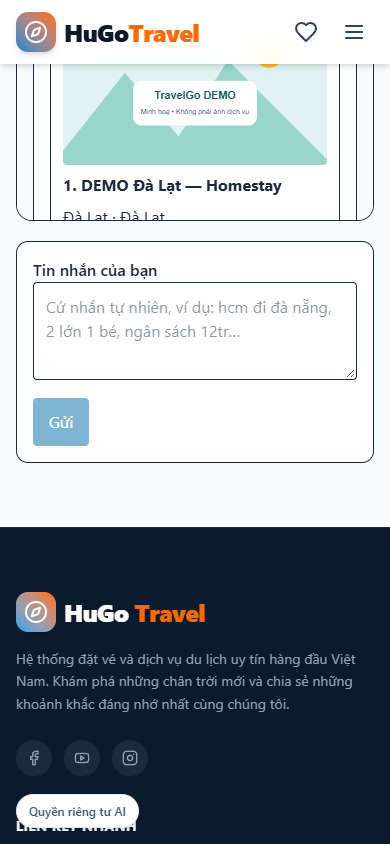 HuGoTravel
TravelGo DEMO
Minh hoạ • Không phải ảnh dịch vụ
1. DEMO Đà Lạt — Homestay
Đà Lạt · Đà Lạt
Tin nhắn của bạn
Cứ nhắn tự nhiên, ví dụ: hcm đi đà nẵng,
2 lớn 1 bé, ngân sách 12tr...
Gửi
HuGo Travel
Hệ thống đặt vé và dịch vụ du lịch uy tín hàng đầu Việt
Nam. Khám phá những chân trời mới và chia sẻ những
khoảnh khắc đáng nhớ nhất cùng chúng tôi.
Quyền riêng tư AI
LIÊN KẾT NHANH